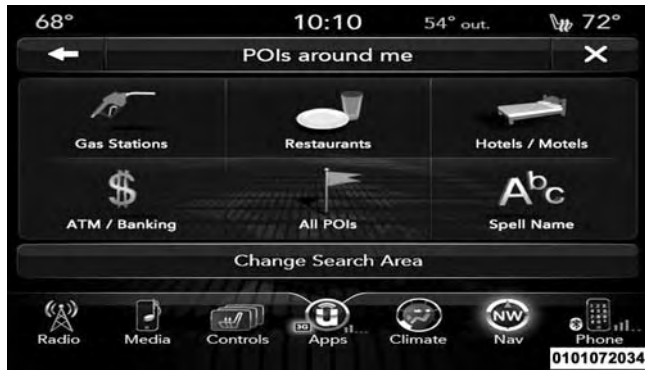 68° 10:10 54° out. 72°
POIs around me
Gas Stations Restaurants Hotels / Motels
$
Abc
ATM / Banking All POIs Spell Name
Change Search Area
3G NW
Radio Media Controls Apps Climate Nav Phone
0101072034